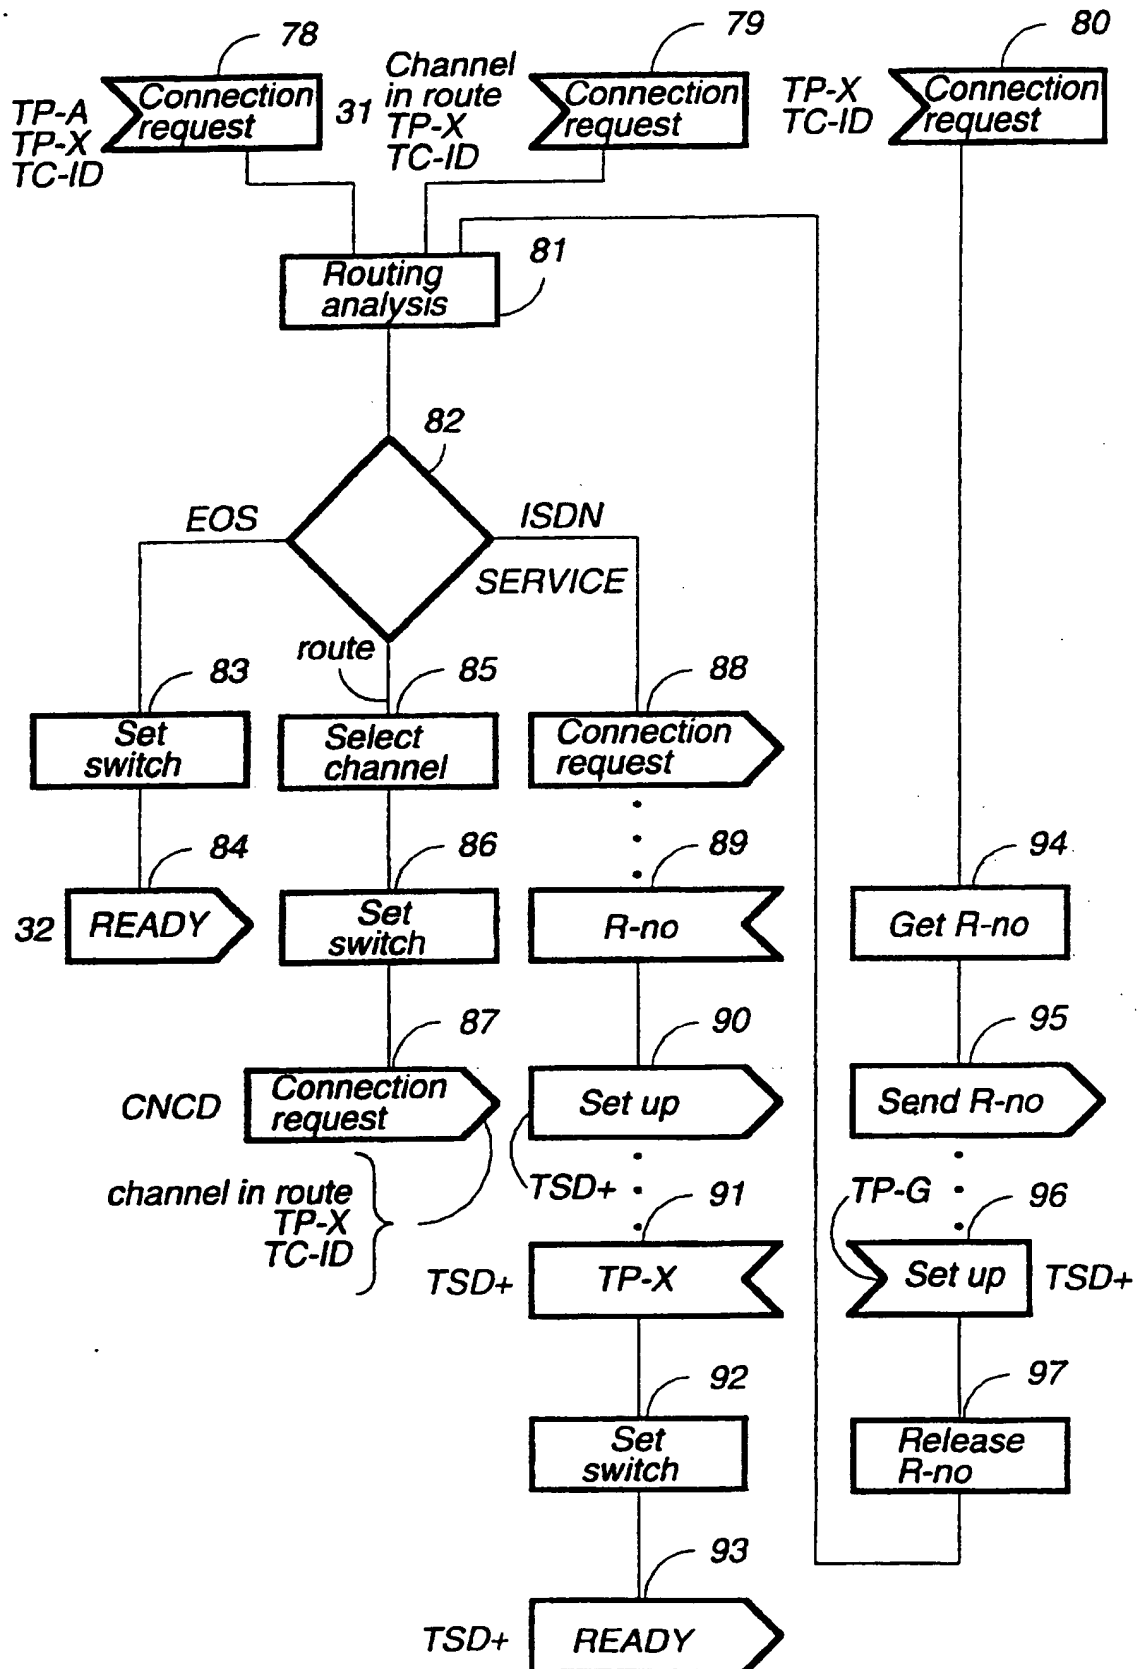 78
79
80
TP-A
TP-X
TC-ID
Connection
request
31
Channel
in route
TP-X
TC-ID
Connection
request
TP-X
TC-ID
Connection
request
Routing
analysis
81
82
EOS
ISDN
SERVICE
route
83
Set
switch
85
Select
channel
88
Connection
request
84
32
READY
86
Set
switch
89
R-no
94
Get R-no
87
CNCD
Connection
request
channel in route
TP-X
TC-ID
90
Set up
TSD+
95
Send R-no
91
TSD+
TP-X
TP-G
96
Set up
TSD+
92
Set
switch
97
Release
R-no
93
TSD+
READY